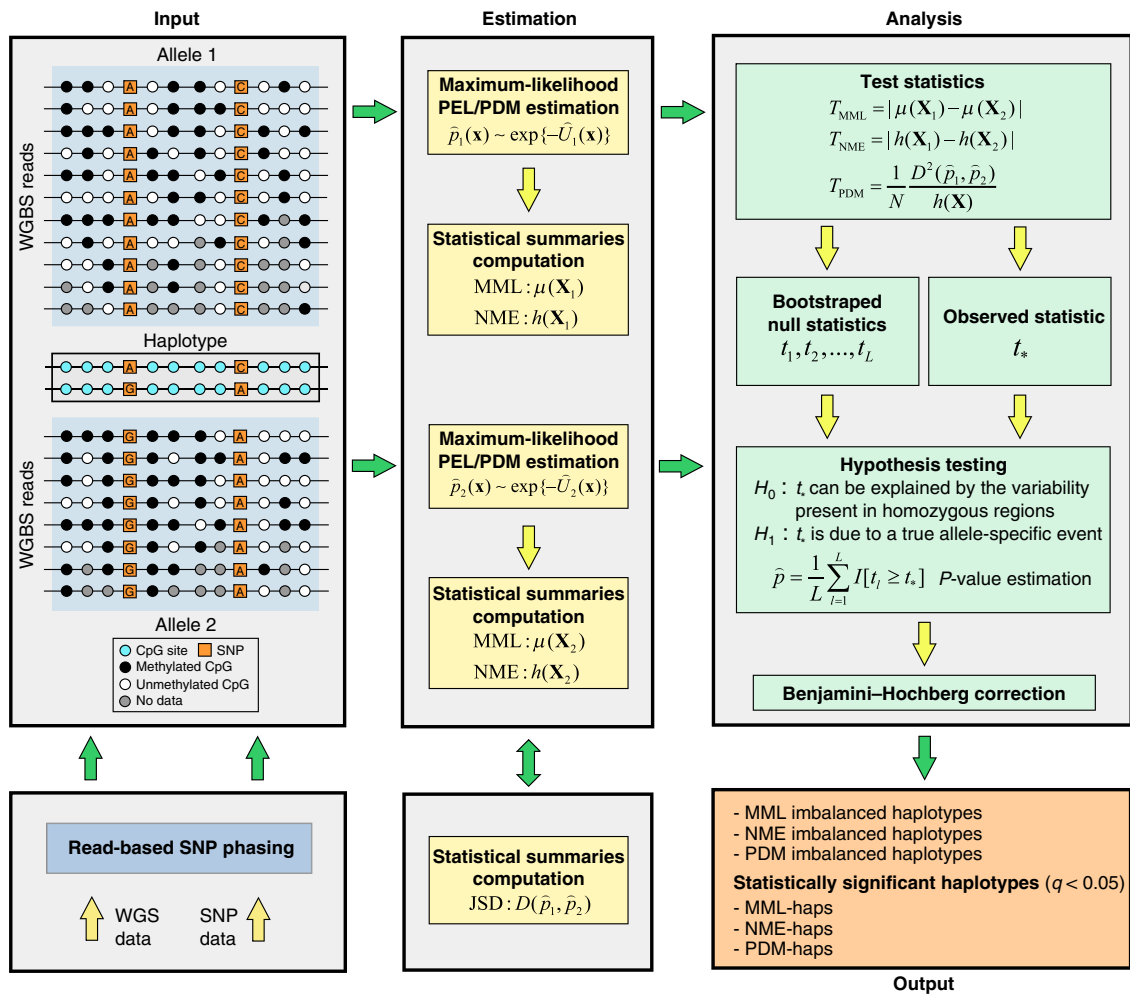 Input
Allele 1
WGBS reads
A C
A C
A C
A C
A C
A C
A C
A C
A C
A C
A C
Haplotype
A C
G A
WGBS reads
G A
G A
G A
G A
G A
G A
G A
G A
Allele 2
CpG site SNP
Methylated CpG
Unmethylated CpG
No data
Read-based SNP phasing
WGS data
SNP data
Estimation
Maximum-likelihood
PEL/PDM estimation
p̂₁(x) ~ exp{−Û₁(x)}
Statistical summaries
computation
MML : μ(X₁)
NME : h(X₁)
Maximum-likelihood
PEL/PDM estimation
p̂₂(x) ~ exp{−Û₂(x)}
Statistical summaries
computation
MML : μ(X₂)
NME : h(X₂)
Statistical summaries
computation
JSD : D(p̂₁, p̂₂)
Analysis
Test statistics
T_MML = | μ(X₁) − μ(X₂) |
T_NME = | h(X₁) − h(X₂) |
T_PDM = 1/N D²(p̂₁, p̂₂)/h(X)
Bootstraped
null statistics
t₁, t₂, ..., t_L
Observed statistic
t*
Hypothesis testing
H₀ : t* can be explained by the variability
present in homozygous regions
H₁ : t* is due to a true allele-specific event
p̂ = 1/L ∑_{l=1}^{L} I[t_l ≥ t*] P-value estimation
Benjamini–Hochberg correction
- MML imbalanced haplotypes
- NME imbalanced haplotypes
- PDM imbalanced haplotypes
Statistically significant haplotypes (q < 0.05)
- MML-haps
- NME-haps
- PDM-haps
Output